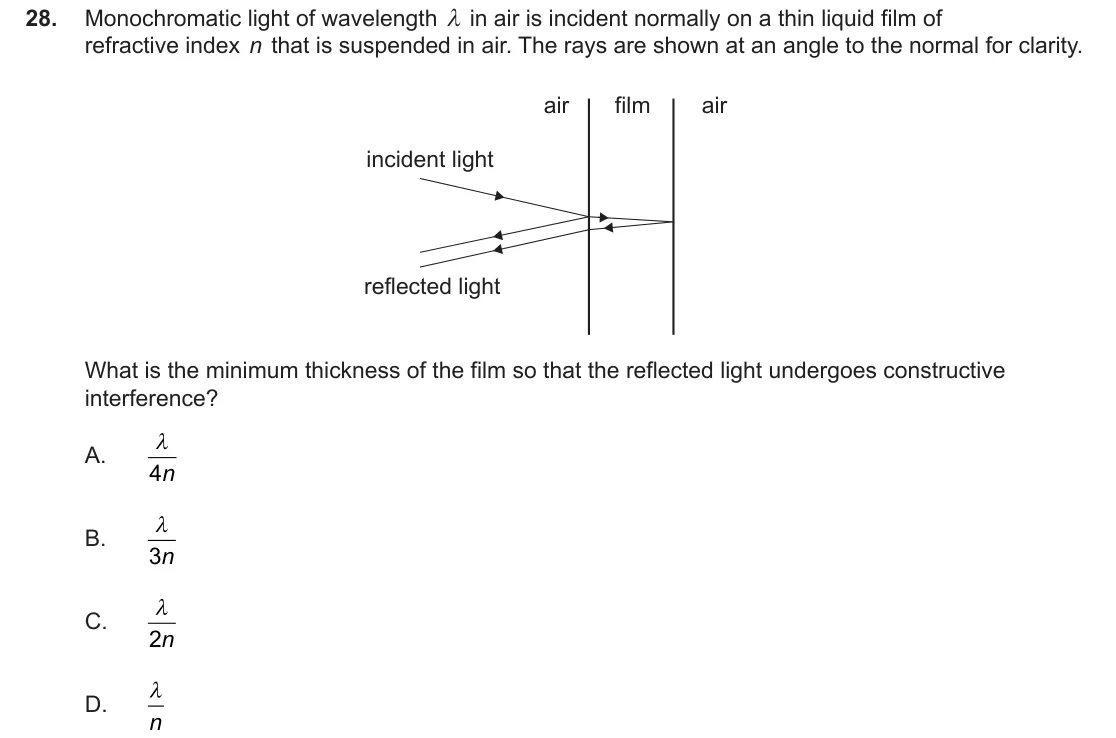 28. Monochromatic light of wavelength λ in air is incident normally on a thin liquid film of
refractive index n that is suspended in air. The rays are shown at an angle to the normal for clarity.
air film air
incident light
reflected light
What is the minimum thickness of the film so that the reflected light undergoes constructive
interference?
A. λ/4n
B. λ/3n
C. λ/2n
D. λ/n